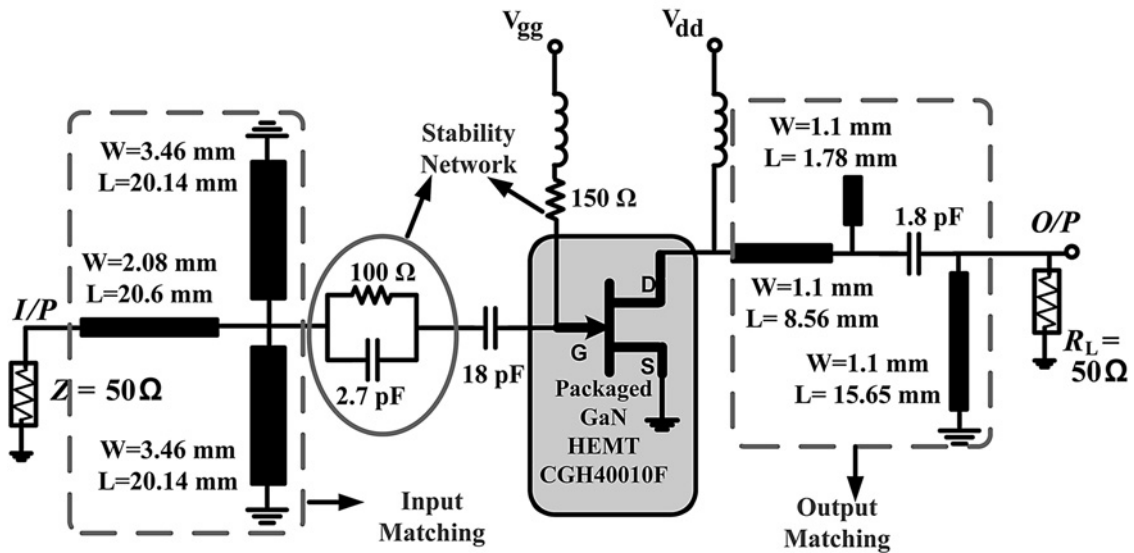 Vgg
Vdd
W=3.46 mm
L=20.14 mm
Stability
Network
W=1.1 mm
L= 1.78 mm
150 Ω
1.8 pF
O/P
W=2.08 mm
L=20.6 mm
I/P
100 Ω
D
W=1.1 mm
L= 8.56 mm
G
S
Z = 50Ω
2.7 pF
18 pF
RL =
50Ω
Packaged
GaN
HEMT
CGH40010F
W=1.1 mm
L= 15.65 mm
W=3.46 mm
L=20.14 mm
Input
Matching
Output
Matching